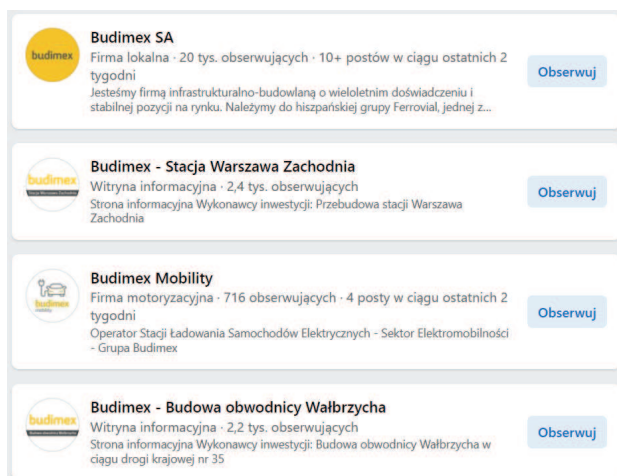 budimex
Budimex SA
Firma lokalna · 20 tys. obserwujących · 10+ postów w ciągu ostatnich 2
tygodni
Jesteśmy firmą infrastrukturalno-budowlaną o wieloletnim doświadczeniu i
stabilnej pozycji na rynku. Należymy do hiszpańskiej grupy Ferrovial, jednej z...
Obserwuj
budimex
Stacja Warszawa Zachodnia
Budimex - Stacja Warszawa Zachodnia
Witryna informacyjna · 2,4 tys. obserwujących
Strona informacyjna Wykonawcy inwestycji: Przebudowa stacji Warszawa
Zachodnia
Obserwuj
budimex
mobility
Budimex Mobility
Firma motoryzacyjna · 716 obserwujących · 4 posty w ciągu ostatnich 2
tygodni
Operator Stacji Ładowania Samochodów Elektrycznych - Sektor Elektromobilności
- Grupa Budimex
Obserwuj
budimex
Budimex - Budowa obwodnicy Wałbrzycha
Witryna informacyjna · 2,2 tys. obserwujących
Strona informacyjna Wykonawcy inwestycji: Budowa obwodnicy Wałbrzycha w
ciągu drogi krajowej nr 35
Obserwuj